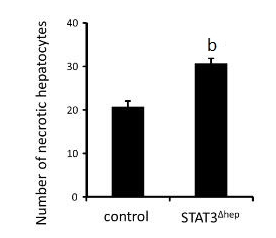 Number of necrotic hepatocytes
40
30
20
10
0
b
control
STAT3Δhep